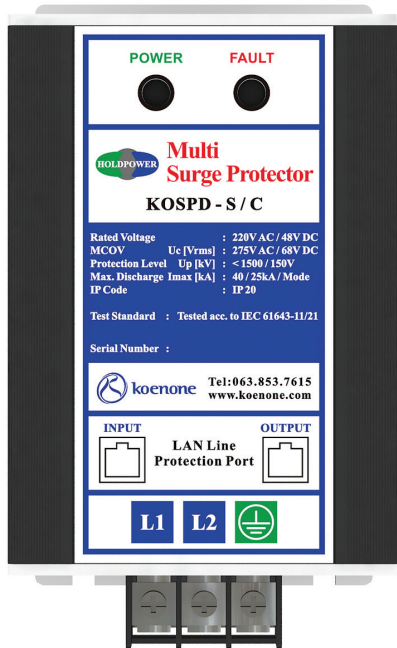 POWER FAULT
HOLDPOWER
Multi
Surge Protector
KOSPD - S / C
Rated Voltage : 220V AC / 48V DC
MCOV Uc [Vrms] : 275V AC / 68V DC
Protection Level Up [kV] : < 1500 / 150V
Max. Discharge Imax [kA] : 40 / 25kA / Mode
IP Code : IP 20
Test Standard : Tested acc. to IEC 61643-11/21
Serial Number :
koenone
Tel:063.853.7615
www.koenone.com
INPUT OUTPUT
LAN Line
Protection Port
L1 L2